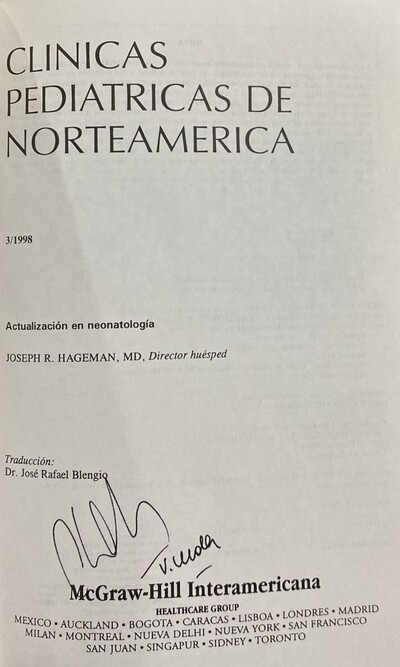 CLINICAS
PEDIATRICAS DE
NORTEAMERICA
3/1998
Actualización en neonatología
JOSEPH R. HAGEMAN, MD, Director huésped
Traducción:
Dr. José Rafael Blengio
McGraw-Hill Interamericana
HEALTHCARE GROUP
MEXICO • AUCKLAND • BOGOTA • CARACAS • LISBOA • LONDRES • MADRID
MILAN • MONTREAL • NUEVA DELHI • NUEVA YORK • SAN FRANCISCO
SAN JUAN • SINGAPUR • SIDNEY • TORONTO